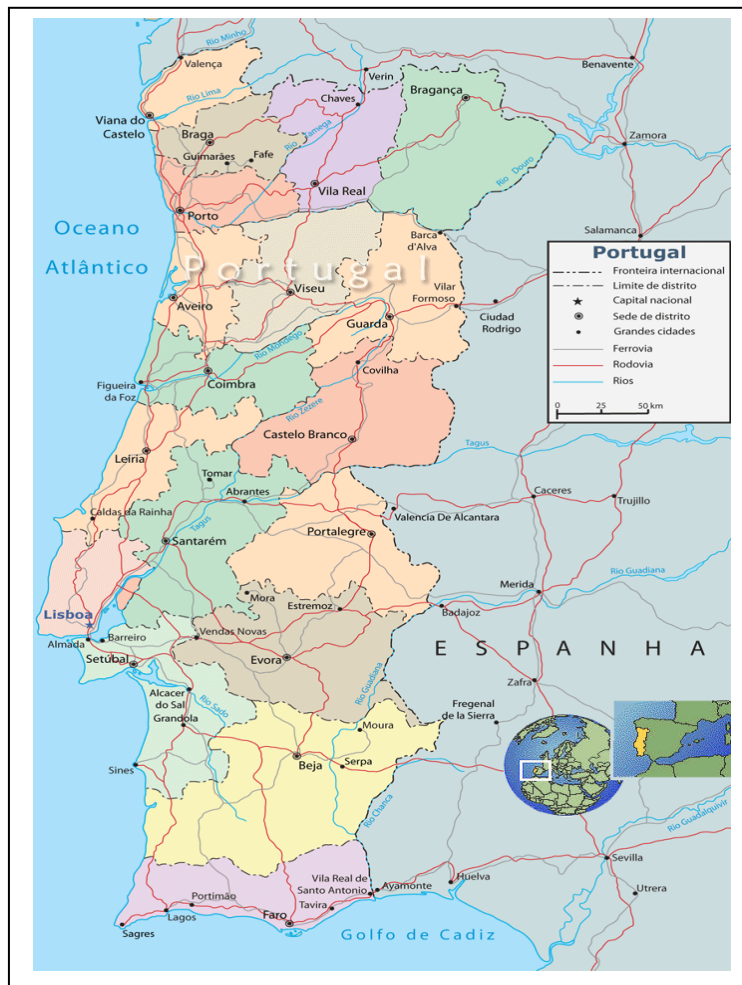 Rio Minho
Valença
Benavente
Verin
Rio Lima
Chaves
Bragança
Viana do
Castelo
Braga
Rio Tamega
Zamora
Guimarães
Fafe
Rio Douro
Vila Real
Porto
Salamanca
Oceano
Atlântico
Barca
d'Alva
Portugal
Portugal
Fronteira internacional
Limite de distrito
Capital nacional
Sede de distrito
Grandes cidades
Ferrovia
Rodovia
Rios
0 25 50 km
Viseu
Vilar
Formoso
Aveiro
Guarda
Ciudad
Rodrigo
Rio Mondego
Covilha
Coimbra
Figueira
da Foz
Rio Zezere
Castelo Branco
Tagus
Leíria
Tomar
Abrantes
Caceres
Trujillo
Caldas da Rainha
Tagus
Valencia De Alcantara
Santarém
Portalegre
Rio Guadiana
Merida
Mora
Estremoz
Badajoz
Lisboa
Vendas Novas
Almada
Barreiro
Setúbal
Evora
ESPANHA
Rio Guadiana
Zafra
Alcacer
do Sal
Grandola
Rio Sado
Fregenal
de la Sierra
Moura
Sines
Beja
Serpa
Rio Chanca
Rio Guadalquivir
Sevilla
Vila Real de
Santo Antonio
Ayamonte
Huelva
Utrera
Portimão
Lagos
Faro
Tavira
Sagres
Golfo de Cadiz